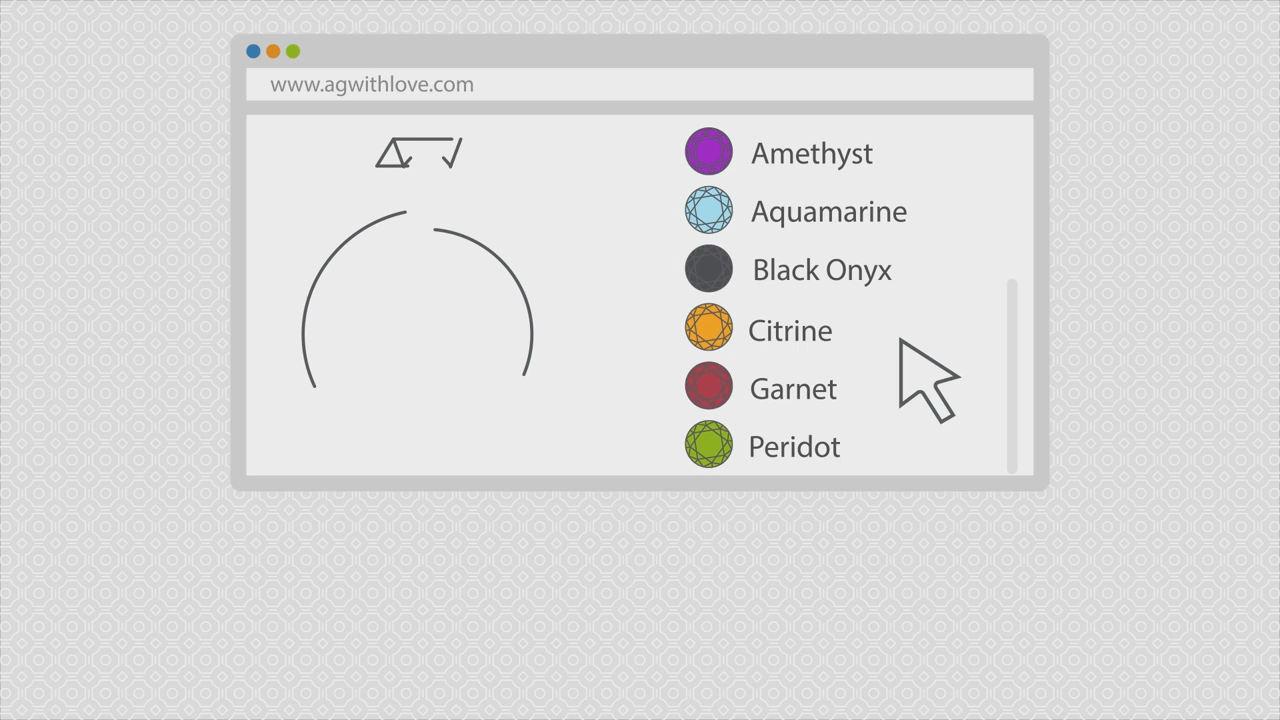 www.agwithlove.com
Amethyst
Aquamarine
Black Onyx
Citrine
Garnet
Peridot